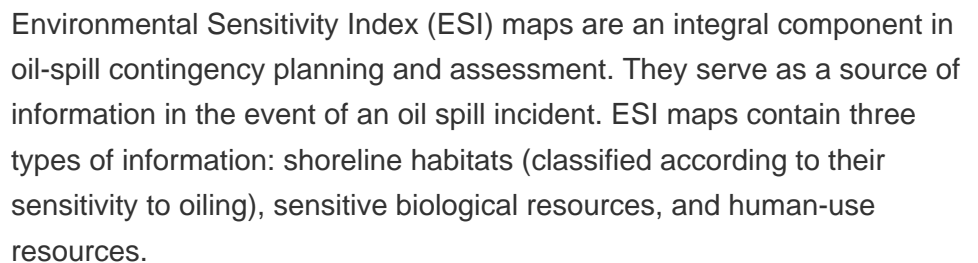 Environmental Sensitivity Index (ESI) maps are an integral component in
oil-spill contingency planning and assessment. They serve as a source of
information in the event of an oil spill incident. ESI maps contain three
types of information: shoreline habitats (classified according to their
sensitivity to oiling), sensitive biological resources, and human-use
resources.